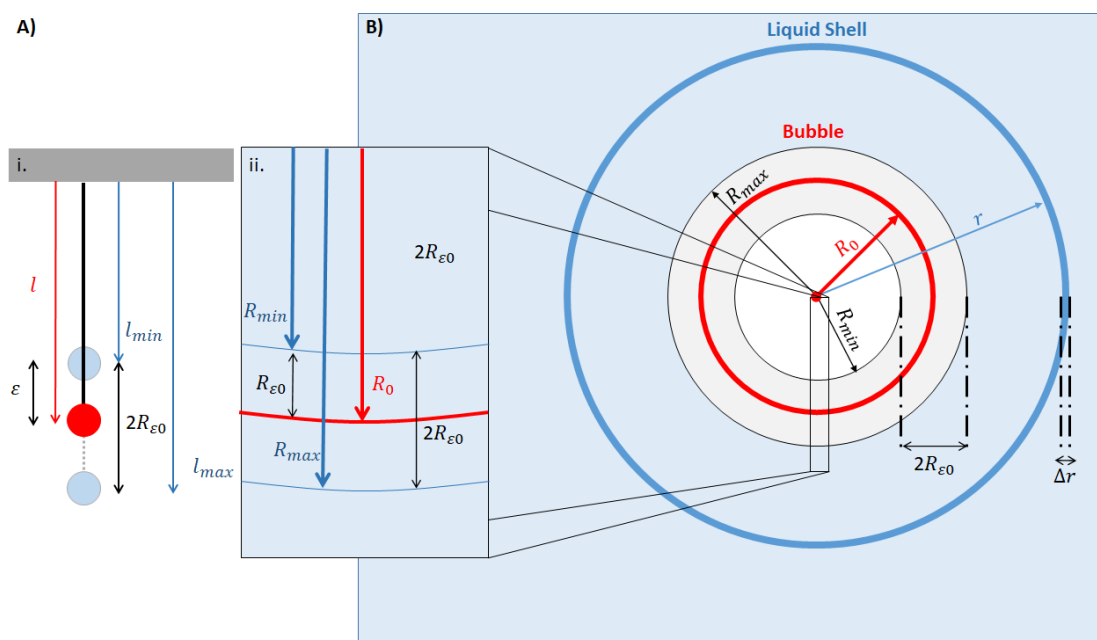 A)
B)
Liquid Shell
Bubble
i.
ii.
l
l_min
ε
2R_ε0
l_max
2R_ε0
R_min
R_ε0
R_0
2R_ε0
R_max
R_max
R_0
r
R_min
2R_ε0
Δr